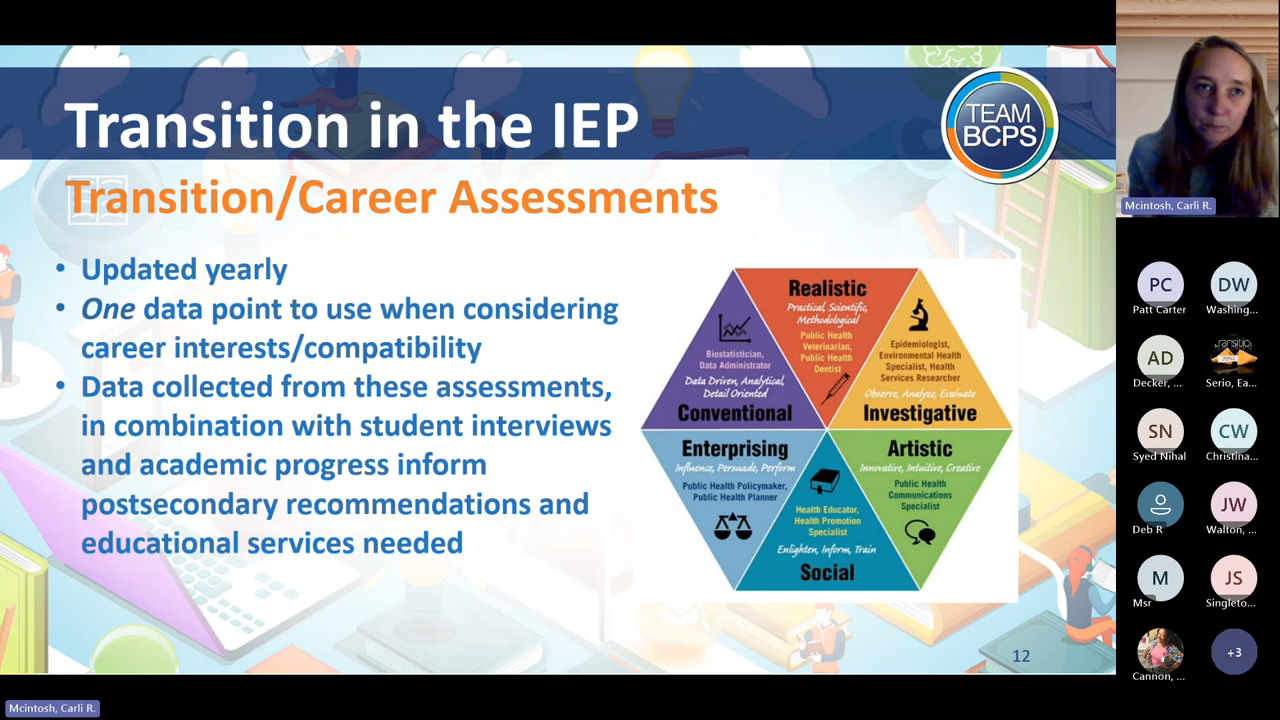 Transition in the IEP
TEAM
BCPS
Transition/Career Assessments
• Updated yearly
• One data point to use when considering
career interests/compatibility
• Data collected from these assessments,
in combination with student interviews
and academic progress inform
postsecondary recommendations and
educational services needed
Realistic
Practical, Scientific,
Methodological
Public Health
Veterinarian,
Public Health
Dentist
Biostatistician,
Data Administrator
Data Driven, Analytical,
Detail Oriented
Conventional
Epidemiologist,
Environmental Health
Specialist, Health
Services Researcher
Observe, Analyze, Evaluate
Investigative
Enterprising
Influence, Persuade, Perform
Public Health Policymaker,
Public Health Planner
Health Educator,
Health Promotion
Specialist
Enlighten, Inform, Train
Social
Artistic
Innovative, Intuitive, Creative
Public Health
Communications
Specialist
12
Mcintosh, Carli R.
PC
Patt Carter
DW
Washing...
AD
Decker, ...
Serio, Ea...
SN
Syed Nihal
CW
Christina...
Deb R
JW
Walton, ...
M
Msr
JS
Singleto...
Cannon, ...
+3
Mcintosh, Carli R.